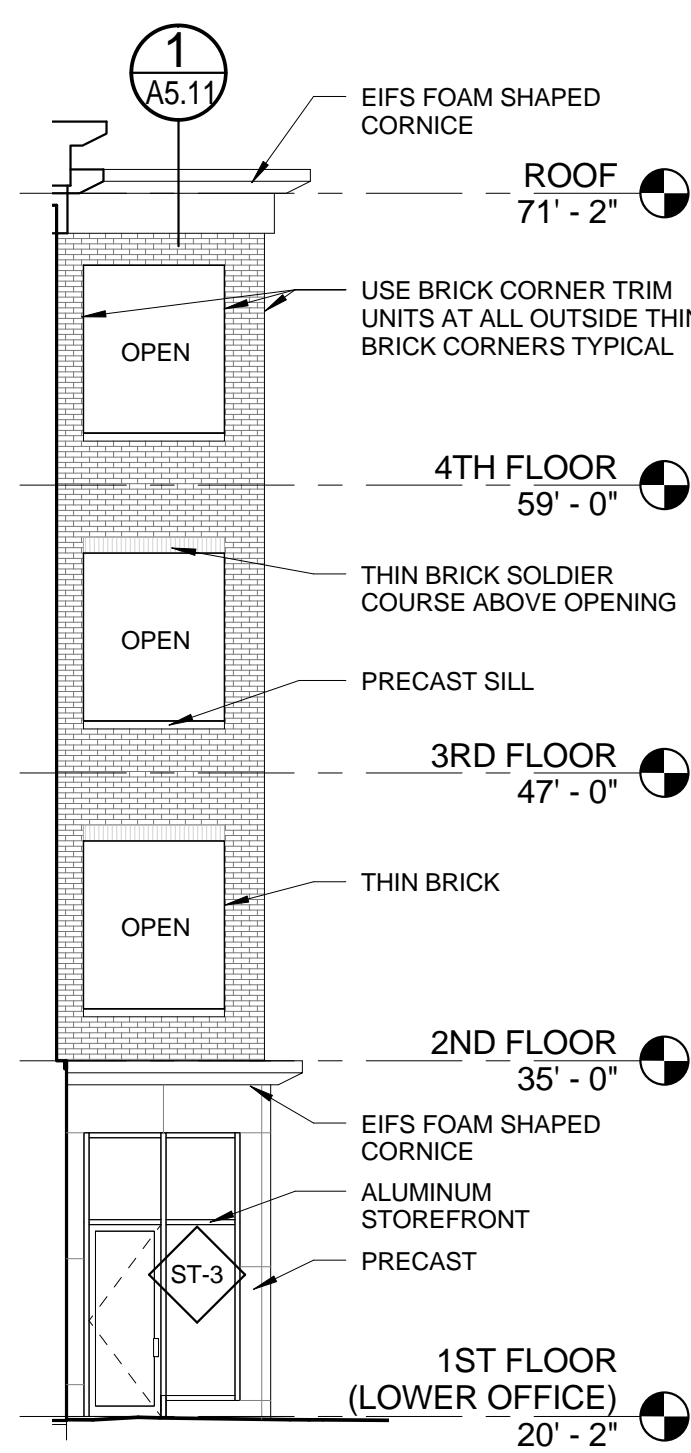 1
A5.11
EIFS FOAM SHAPED
CORNICE
ROOF
71' - 2"
USE BRICK CORNER TRIM
UNITS AT ALL OUTSIDE THIN
BRICK CORNERS TYPICAL
OPEN
4TH FLOOR
59' - 0"
THIN BRICK SOLDIER
COURSE ABOVE OPENING
OPEN
PRECAST SILL
3RD FLOOR
47' - 0"
THIN BRICK
OPEN
2ND FLOOR
35' - 0"
EIFS FOAM SHAPED
CORNICE
ALUMINUM
STOREFRONT
PRECAST
ST-3
1ST FLOOR
(LOWER OFFICE)
20' - 2"